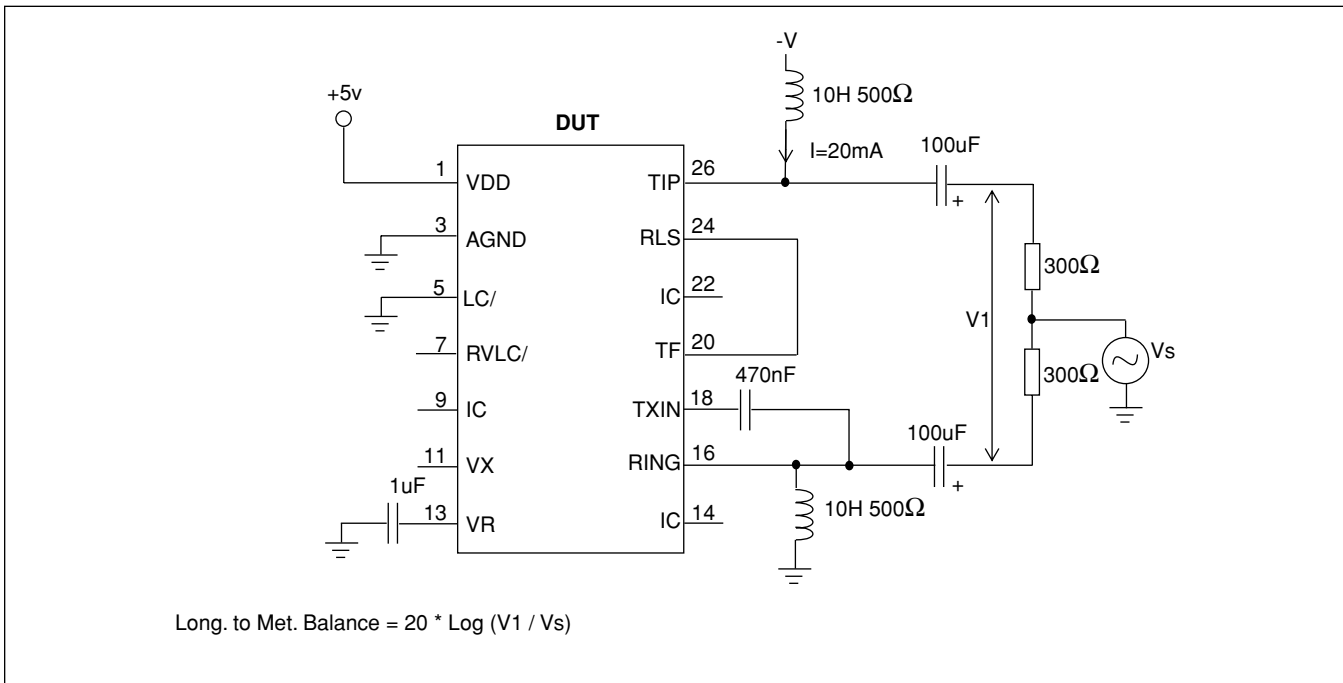 -V
10H 500Ω
+5v
DUT
I=20mA
100uF
1 VDD
TIP 26
+
3 AGND
RLS 24
300Ω
5 LC/
IC 22
V1
Vs
7 RVLC/
TF 20
300Ω
470nF
9 IC
TXIN 18
100uF
11 VX
RING 16
+
1uF
10H 500Ω
13 VR
IC 14
Long. to Met. Balance = 20 * Log (V1 / Vs)